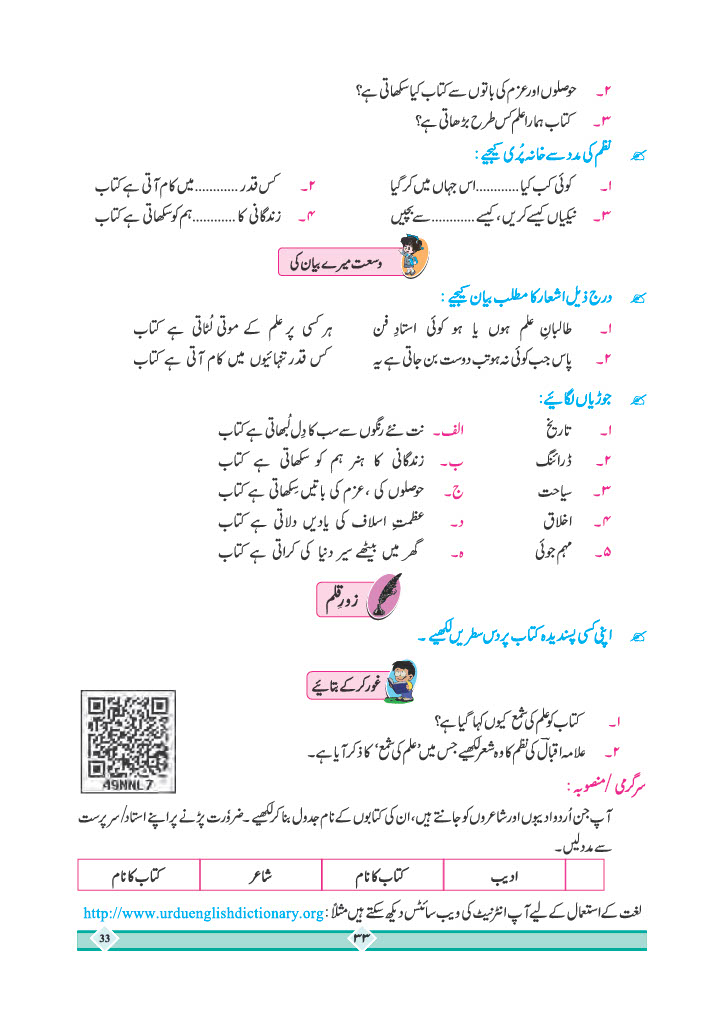 ۲۔ حوصلوں اور عزم کی باتوں سے کتاب کیا سکھاتی ہے؟
۳۔ کتاب ہمارا علم کس طرح بڑھاتی ہے؟
نظم کی مدد سے خانہ پُری کیجیے :
۱۔ کوئی کب کیا ............ اس جہاں میں کر گیا ۲۔ کس قدر ............ میں کام آتی ہے کتاب
۳۔ نیکیاں کیسے کریں، کیسے ............ سے بچیں ۴۔ زندگانی کا ............ ہم کو سکھاتی ہے کتاب
وسعت میرے بیان کی
درج ذیل اشعار کا مطلب بیان کیجیے :
۱۔ طالبانِ علم ہوں یا ہو کوئی استادِ فن ہر کسی پر علم کے موتی لُٹاتی ہے کتاب
۲۔ پاس جب کوئی نہ ہو تب دوست بن جاتی ہے یہ کس قدر تنہائیوں میں کام آتی ہے کتاب
جوڑیاں لگائیے :
۱۔ تاریخ الف۔ نت نئے رنگوں سے سب کا دِل لُبھاتی ہے کتاب
۲۔ ڈرائنگ ب۔ زندگانی کا ہنر ہم کو سکھاتی ہے کتاب
۳۔ سیاحت ج۔ حوصلوں کی ، عزم کی باتیں سِکھاتی ہے کتاب
۴۔ اخلاق د۔ عظمتِ اسلاف کی یادیں دلاتی ہے کتاب
۵۔ مہم جوئی ہ۔ گھر میں بیٹھے سیر دنیا کی کراتی ہے کتاب
زورِ قلم
اپنی کسی پسندیدہ کتاب پر دس سطریں لکھیے ۔
غور کر کے بتائیے
۱۔ کتاب کو علم کی شمع کیوں کہا گیا ہے؟
۲۔ علامہ اقبالؔ کی نظم کا وہ شعر لکھیے جس میں ’علم کی شمع‘ کا ذکر آیا ہے۔
49NNL7
سرگرمی / منصوبہ :
آپ جن اُردو ادیبوں اور شاعروں کو جانتے ہیں، ان کی کتابوں کے نام جدول بنا کر لکھیے ۔ ضرورت پڑنے پر اپنے استاد/ سرپرست
سے مدد لیں۔
ادیب کتاب کا نام شاعر کتاب کا نام
لغت کے استعمال کے لیے آپ انٹرنیٹ کی ویب سائٹس دیکھ سکتے ہیں مثلاً : http://www.urduenglishdictionary.org
۳۳ 33